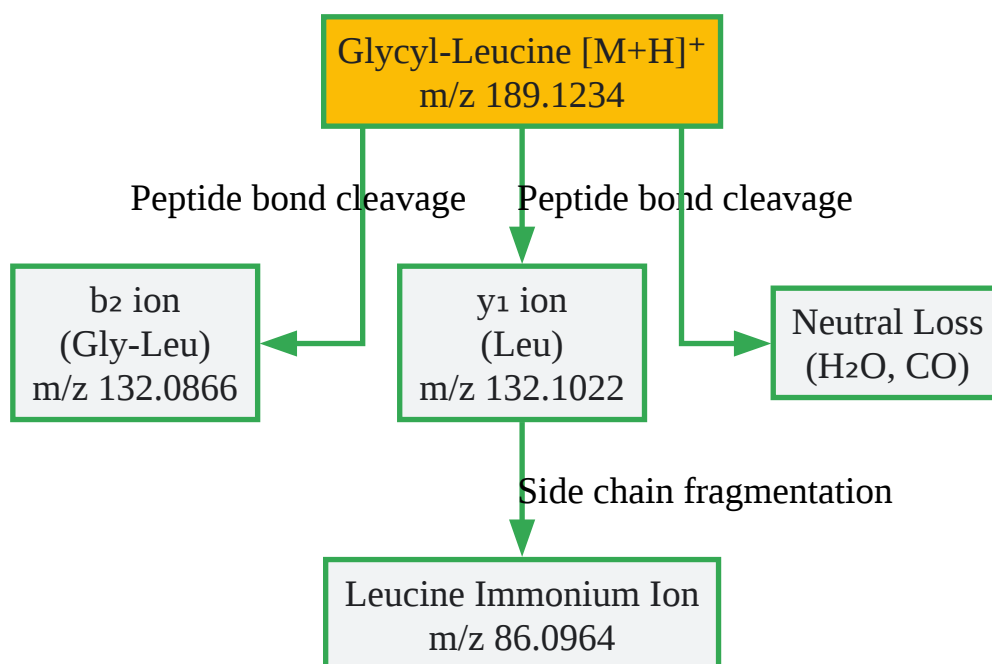 Glycyl-Leucine [M+H]⁺
m/z 189.1234
Peptide bond cleavage
Peptide bond cleavage
b₂ ion
(Gly-Leu)
m/z 132.0866
y₁ ion
(Leu)
m/z 132.1022
Neutral Loss
(H₂O, CO)
Side chain fragmentation
Leucine Immonium Ion
m/z 86.0964